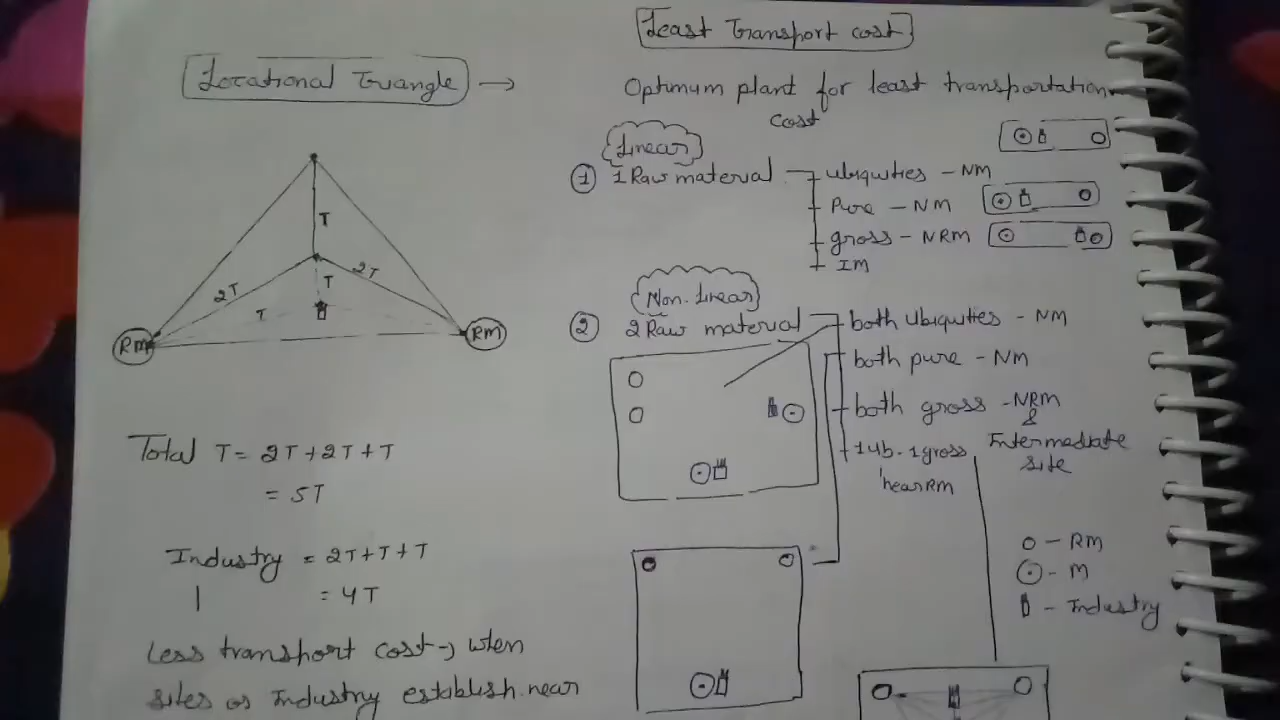 Least Transport cost
Locational Triangle →
Optimum plant for least transportation
cost
Linear
① 1 Raw material
ubiquities - NM
Pure - NM
gross - NRM
IM
T
2T
2T
T
T
RM
RM
Non. Linear
② 2 Raw material
both ubiquities - NM
both pure - NM
both gross - NRM
&
Intermediate
site
1 ub. 1 gross
near RM
Total T = 2T+2T+T
= 5T
Industry = 2T+T+T
= 4T
Less transport cost → when
sites of Industry establish near
O - RM
⊙ - M
- Industry